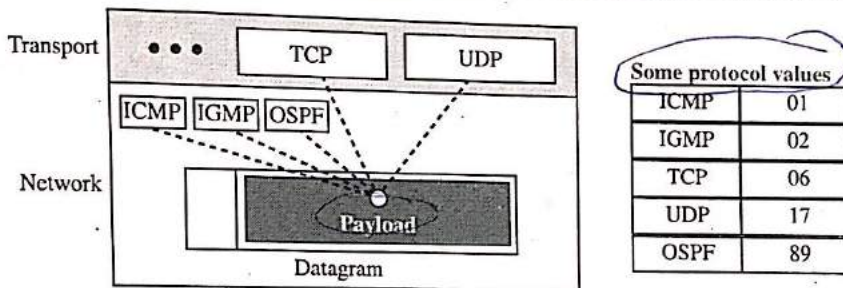 Transport
• • •
TCP
UDP
ICMP
IGMP
OSPF
Network
Payload
Datagram
Some protocol values
ICMP 01
IGMP 02
TCP 06
UDP 17
OSPF 89